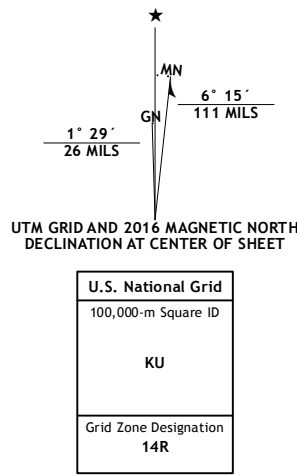 ★
MN
GN
6° 15´
111 MILS
1° 29´
26 MILS
UTM GRID AND 2016 MAGNETIC NORTH
DECLINATION AT CENTER OF SHEET
U.S. National Grid
100,000-m Square ID
KU
Grid Zone Designation
14R